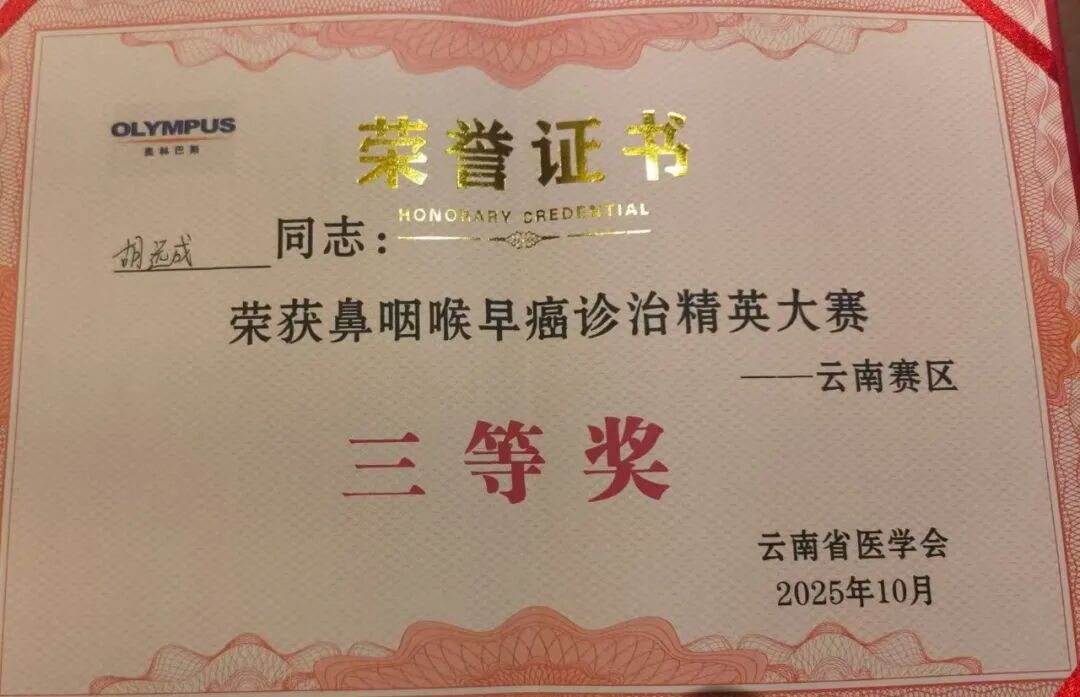 OLYMPUS
奥林巴斯
荣誉证书
HONORARY CREDENTIAL
胡远成 同志：
荣获鼻咽喉早癌诊治精英大赛
——云南赛区
三等奖
云南省医学会
2025年10月